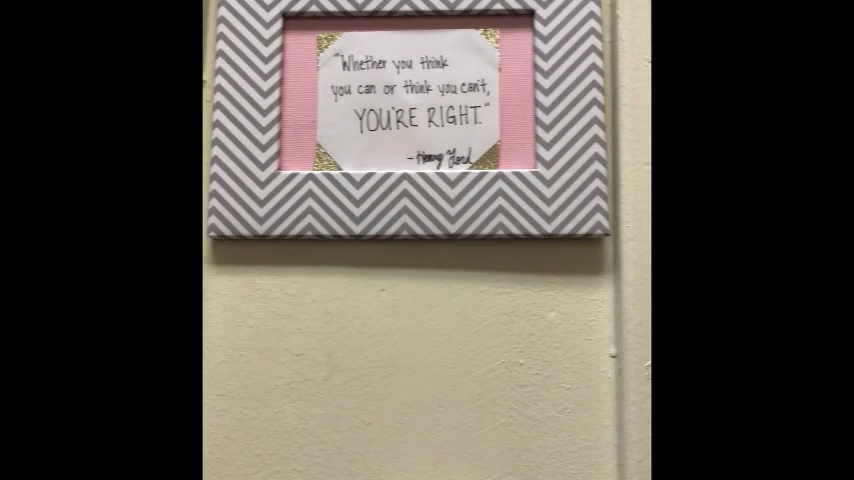 "Whether you think
you can or think you can't,
YOU'RE RIGHT."
- Henry Ford